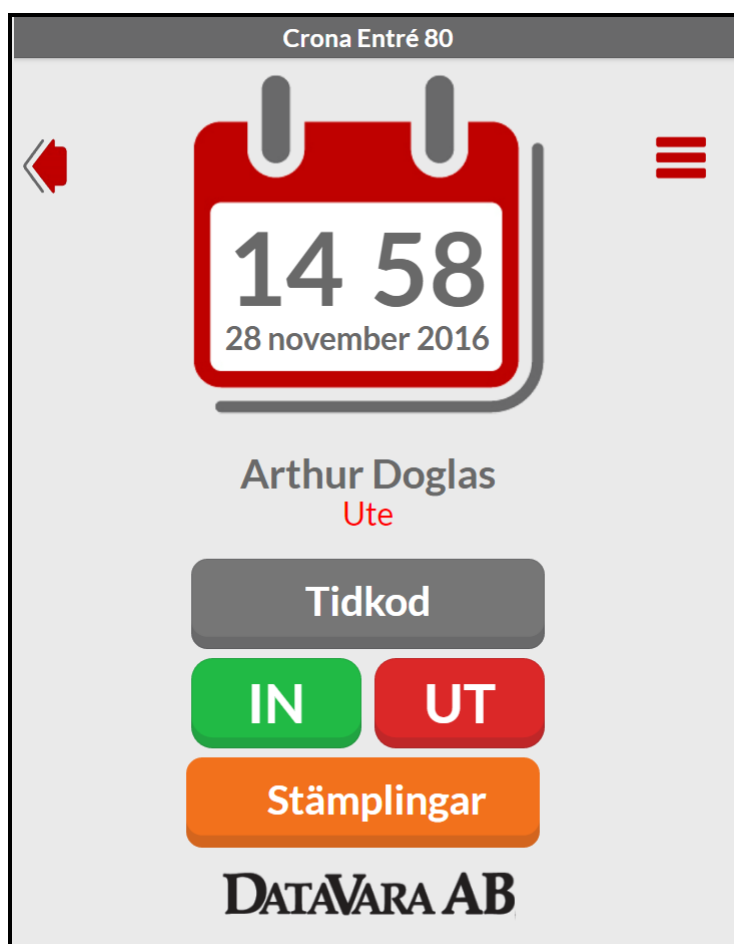 Crona Entré 80
14 58
28 november 2016
Arthur Doglas
Ute
Tidkod
IN UT
Stämplingar
DATAVARA AB